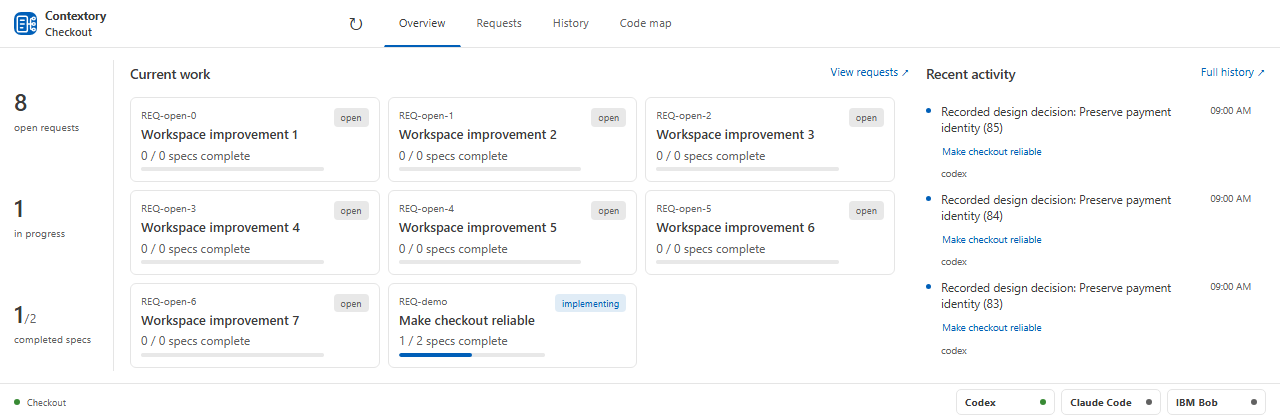 Contextory
Checkout
Overview
Requests
History
Code map
8
open requests
1
in progress
1/2
completed specs
Current work
View requests ↗
REQ-open-0
open
Workspace improvement 1
0 / 0 specs complete
REQ-open-1
open
Workspace improvement 2
0 / 0 specs complete
REQ-open-2
open
Workspace improvement 3
0 / 0 specs complete
REQ-open-3
open
Workspace improvement 4
0 / 0 specs complete
REQ-open-4
open
Workspace improvement 5
0 / 0 specs complete
REQ-open-5
open
Workspace improvement 6
0 / 0 specs complete
REQ-open-6
open
Workspace improvement 7
0 / 0 specs complete
REQ-demo
implementing
Make checkout reliable
1 / 2 specs complete
Recent activity
Full history ↗
Recorded design decision: Preserve payment
identity (85)
09:00 AM
Make checkout reliable
codex
Recorded design decision: Preserve payment
identity (84)
09:00 AM
Make checkout reliable
codex
Recorded design decision: Preserve payment
identity (83)
09:00 AM
Make checkout reliable
codex
Checkout
Codex
Claude Code
IBM Bob